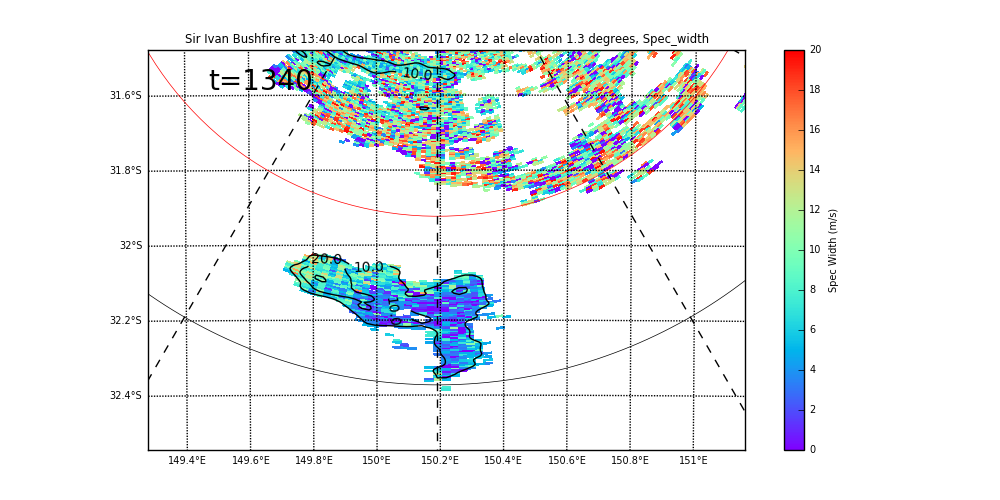 Sir Ivan Bushfire at 13:40 Local Time on 2017 02 12 at elevation 1.3 degrees, Spec_width
t=1340
10.0
20.0
10.0
31.6°S
31.8°S
32°S
32.2°S
32.4°S
149.4°E 149.6°E 149.8°E 150°E 150.2°E 150.4°E 150.6°E 150.8°E 151°E
20
18
16
14
12
10
8
6
4
2
0
Spec Width (m/s)